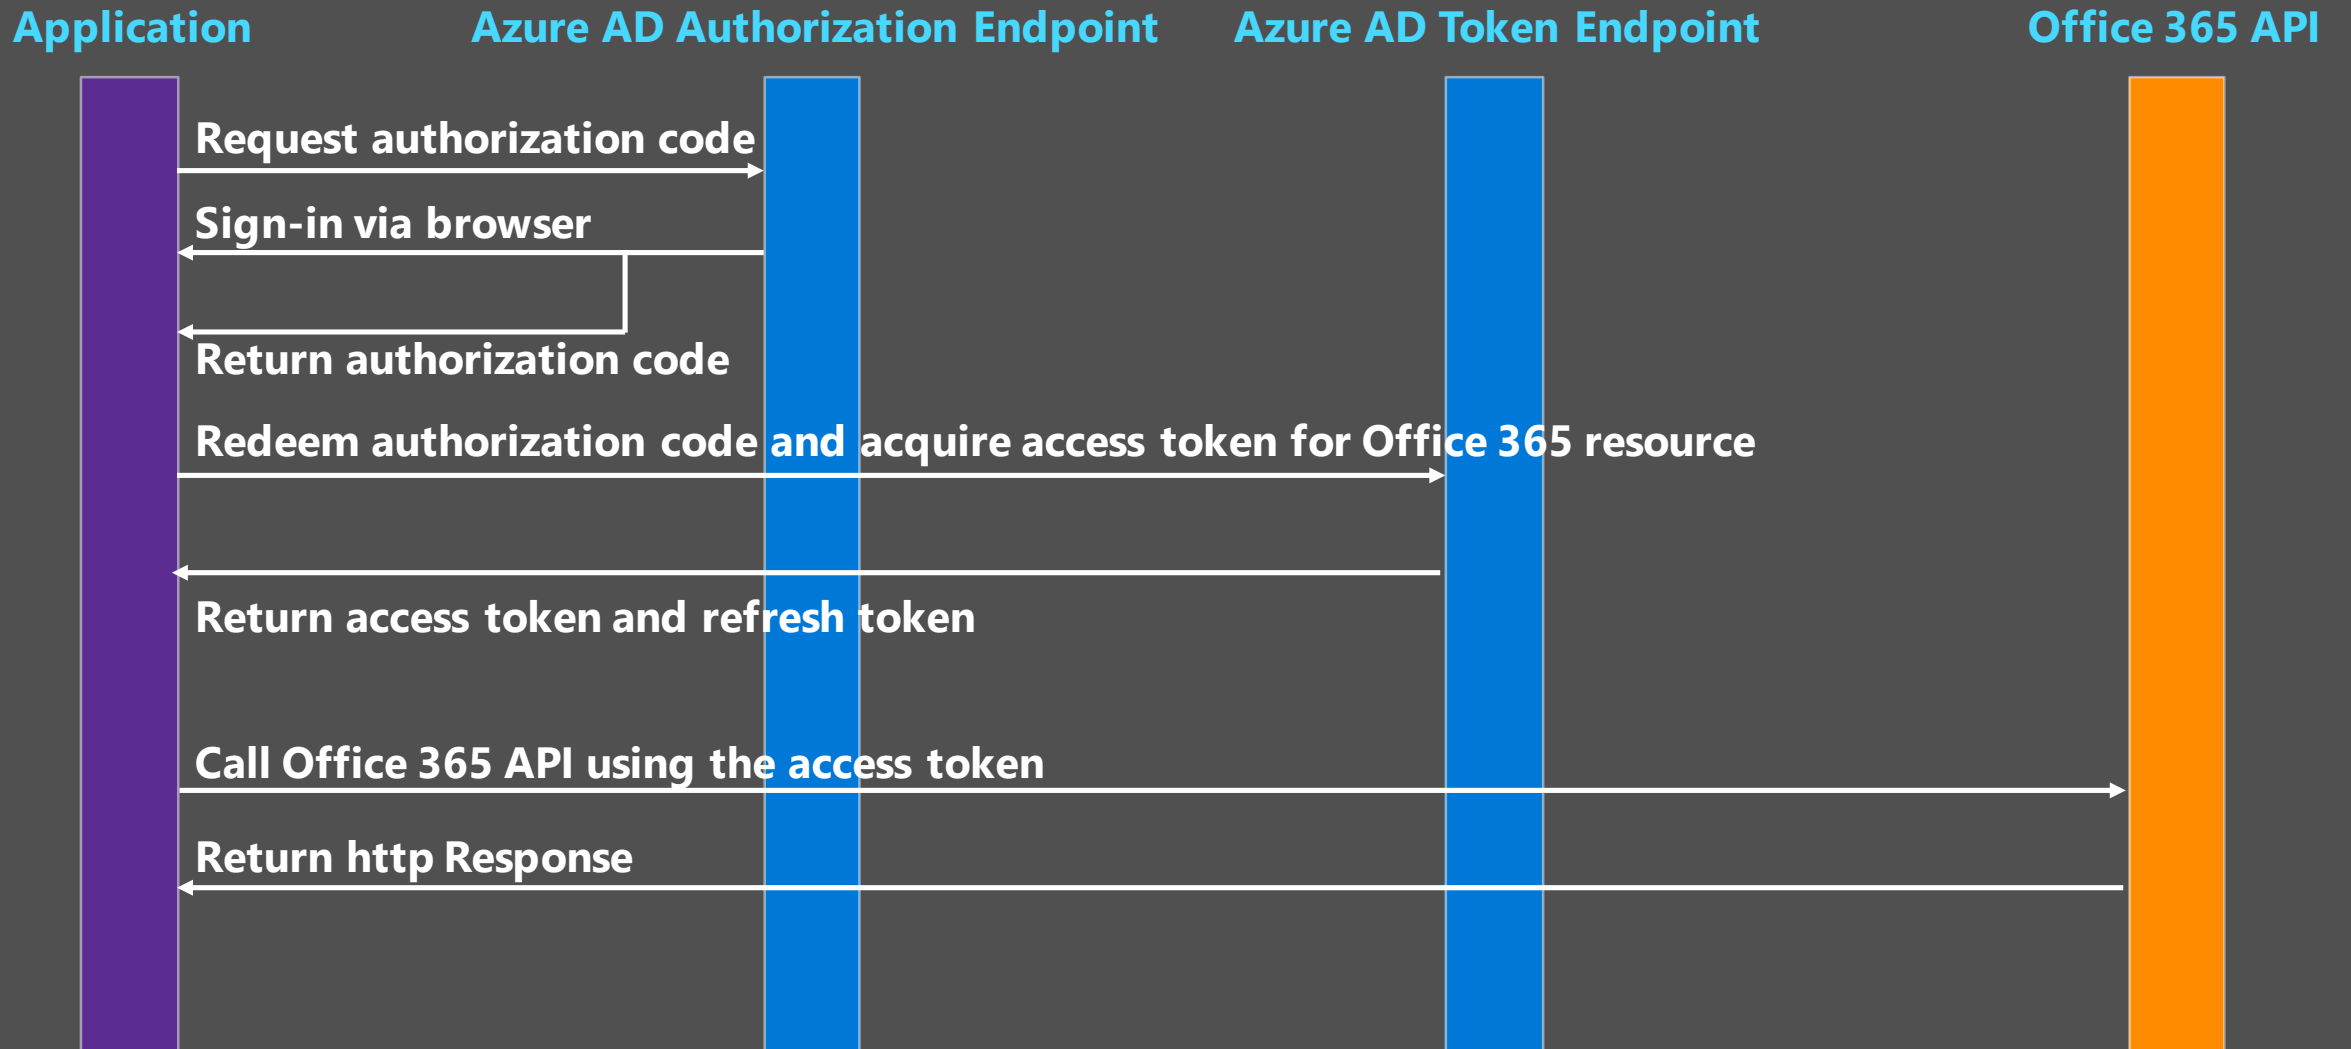 Application
Azure AD Authorization Endpoint
Azure AD Token Endpoint
Office 365 API
Request authorization code
Sign-in via browser
Return authorization code
Redeem authorization code and acquire access token for Office 365 resource
Return access token and refresh token
Call Office 365 API using the access token
Return http Response